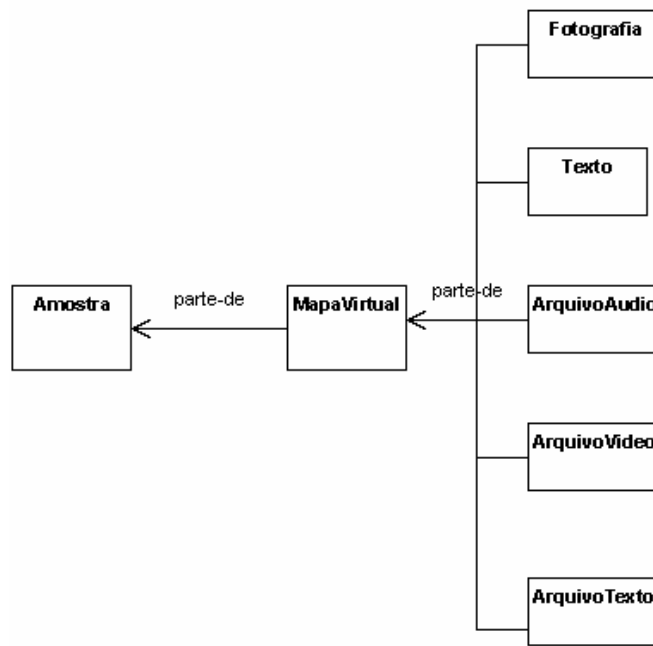 Fotografia
Texto
Amostra
parte-de
MapaVirtual
parte-de
ArquivoAudio
ArquivoVideo
ArquivoTexto